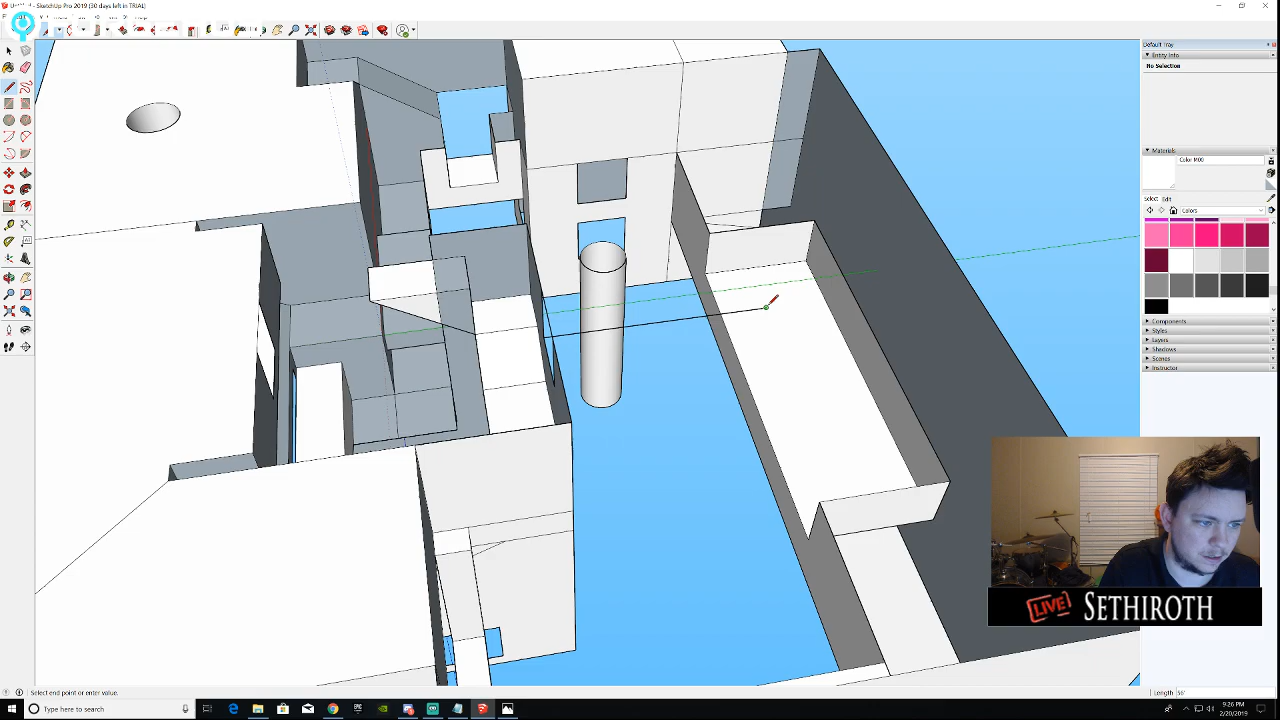 - SketchUp Pro 2019 (30 days left in TRIAL)
Default Tray
Entity Info
No Selection
Materials
Color M00
Select Edit
Colors
Components
Styles
Layers
Shadows
Scenes
Instructor
LIVE SETHIROTH
Select end point or enter value.
Length 56'
Type here to search
9:26 PM
2/20/2019